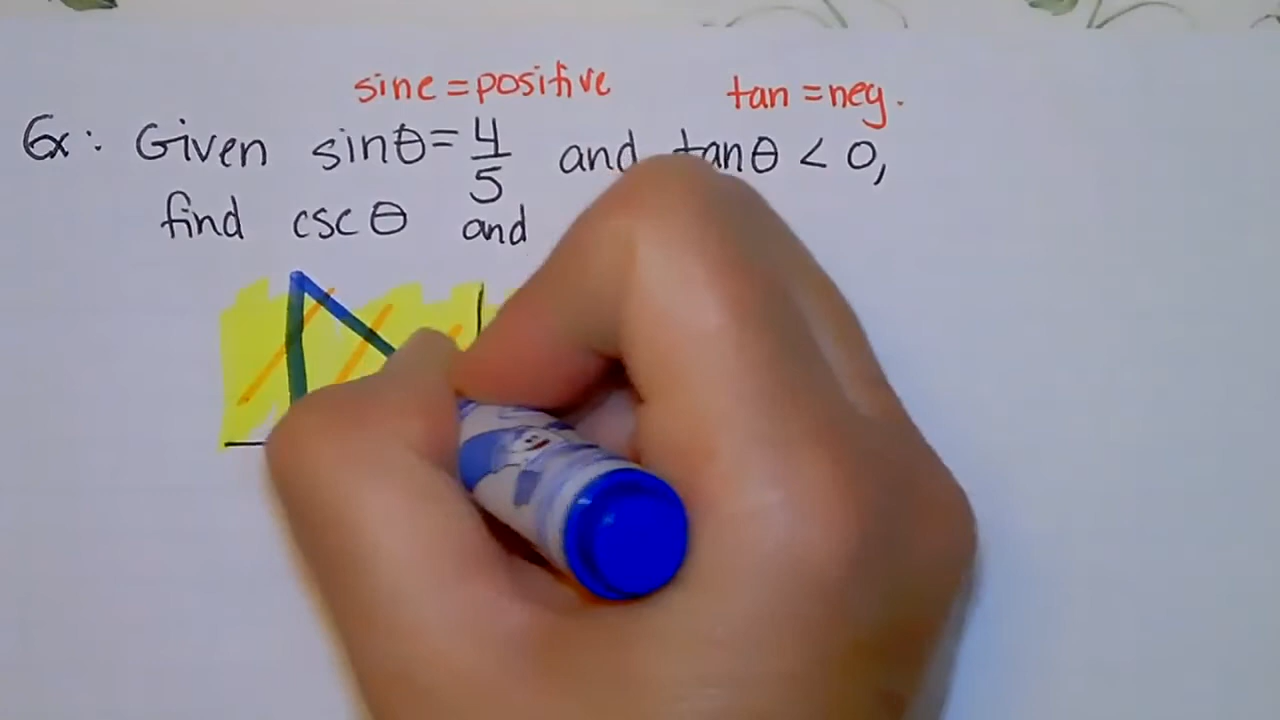 sine = positive tan = neg.
Ex: Given sinθ = 4/5 and tanθ < 0,
find cscθ and